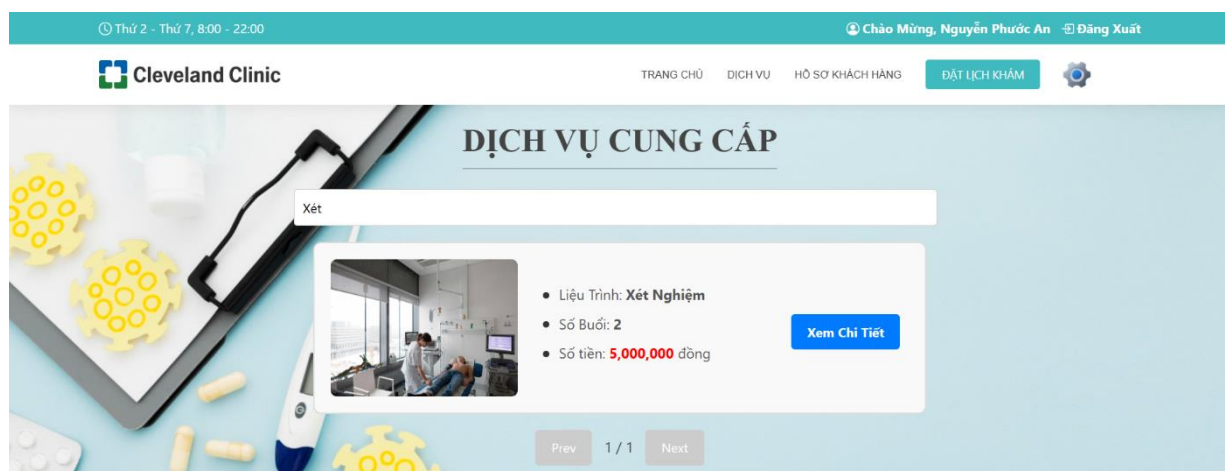 Thứ 2 - Thứ 7, 8:00 - 22:00
Chào Mừng, Nguyễn Phước An Đăng Xuất
Cleveland Clinic
TRANG CHỦ DỊCH VỤ HỒ SƠ KHÁCH HÀNG ĐẶT LỊCH KHÁM
DỊCH VỤ CUNG CẤP
Xét
Liệu Trình: Xét Nghiệm
Số Buổi: 2
Số tiền: 5,000,000 đồng
Xem Chi Tiết
Prev 1 / 1 Next